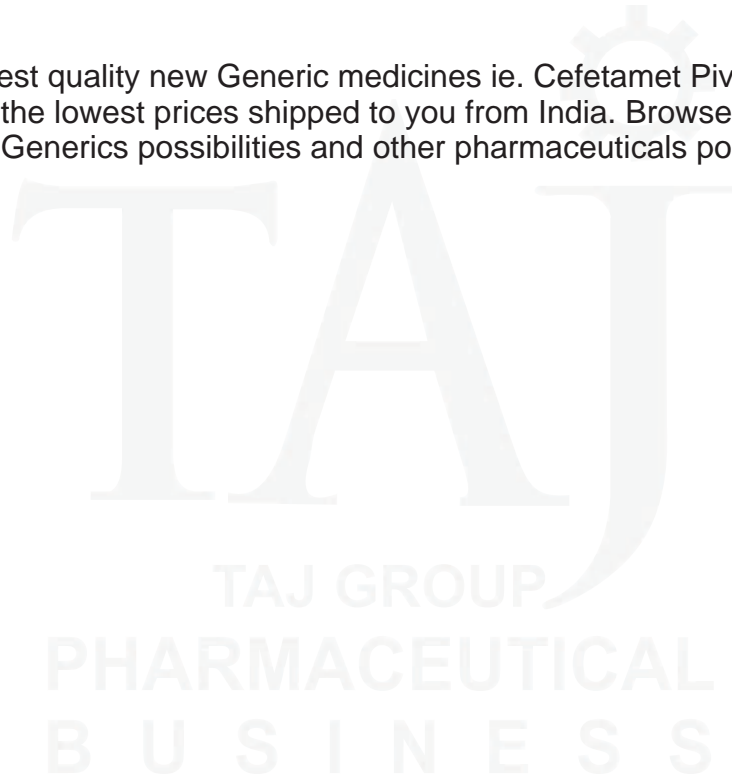 est quality new Generic medicines ie. Cefetamet Piv
the lowest prices shipped to you from India. Browse
Generics possibilities and other pharmaceuticals po
TAJ
TAJ GROUP
PHARMACEUTICAL
BUSINESS